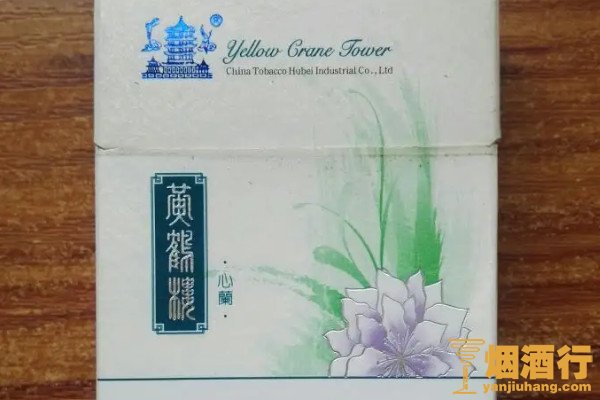 Yellow Crane Tower
China Tobacco Hubei Industrial Co., Ltd
黄鹤楼
·心蘭·
烟酒行
yanjiuhang.com